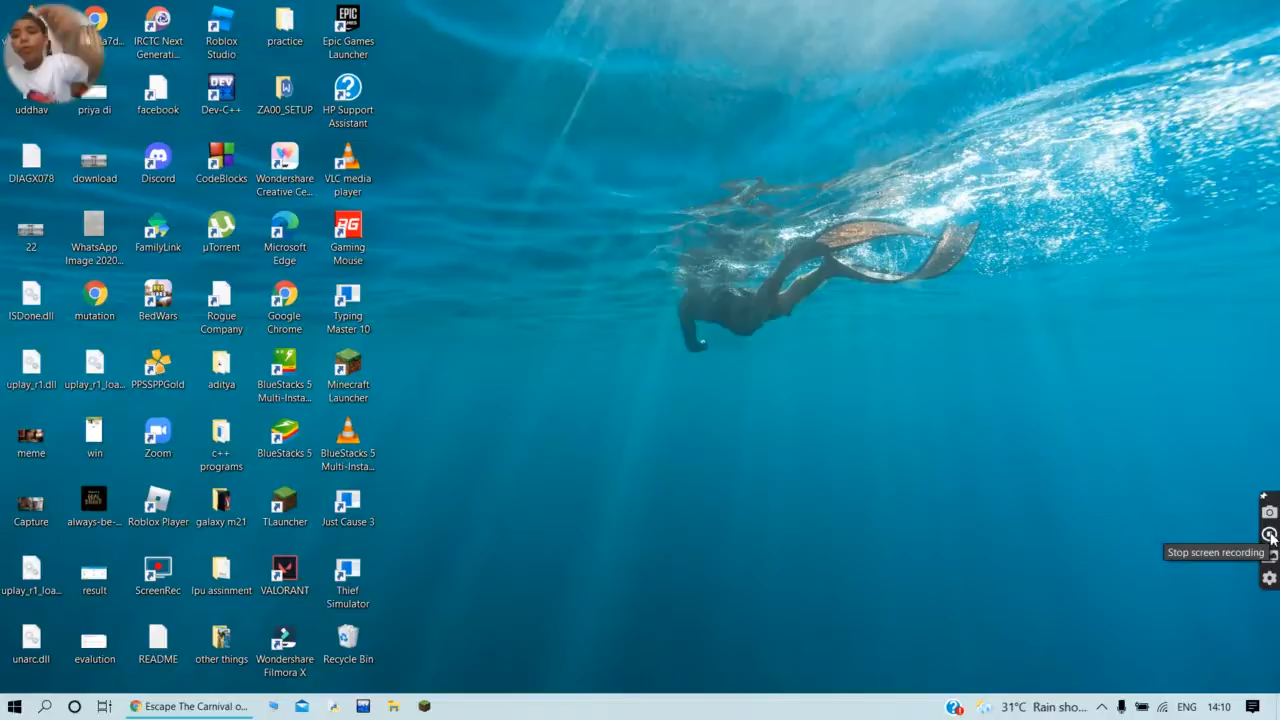 a7d...
IRCTC Next
Generati...
Roblox
Studio
practice
EPIC
GAMES
Epic Games
Launcher
uddhav
priya di
facebook
DEV
Dev-C++
ZA00_SETUP
HP Support
Assistant
DIAGX078
download
Discord
CodeBlocks
Wondershare
Creative Ce...
VLC media
player
22
WhatsApp
Image 2020...
FamilyLink
µTorrent
Microsoft
Edge
Gaming
Mouse
ISDone.dll
mutation
BedWars
Rogue
Company
Google
Chrome
Typing
Master 10
uplay_r1.dll
uplay_r1_loa...
PPSSPPGold
aditya
BlueStacks 5
Multi-Insta...
Minecraft
Launcher
meme
win
Zoom
c++
programs
BlueStacks 5
BlueStacks 5
Multi-Insta...
Capture
always-be-...
Roblox Player
galaxy m21
TLauncher
Just Cause 3
Stop screen recording
uplay_r1_loa...
result
ScreenRec
lpu assinment
VALORANT
Thief
Simulator
unarc.dll
evalution
README
other things
Wondershare
Filmora X
Recycle Bin
Escape The Carnival o...
31°C Rain sho...
ENG
14:10